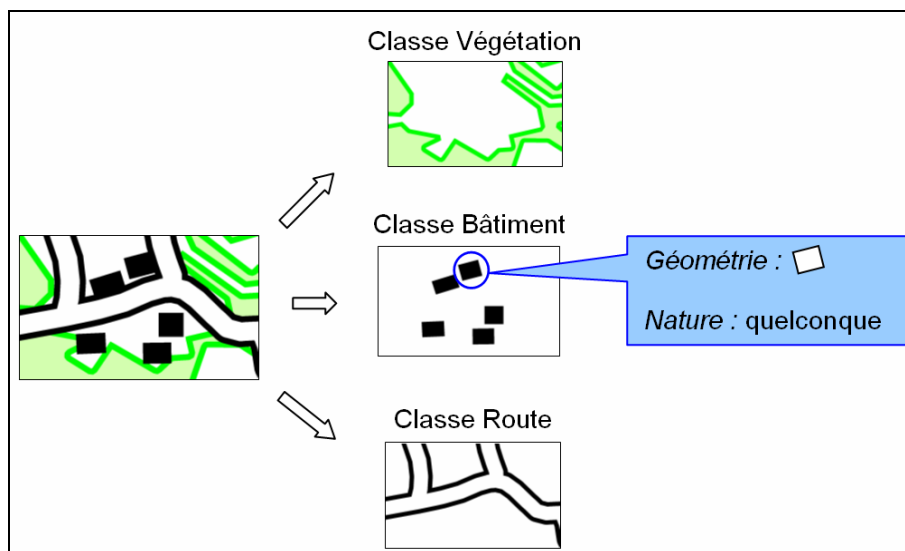 Classe Végétation
Classe Bâtiment
Géométrie :
Nature : quelconque
Classe Route